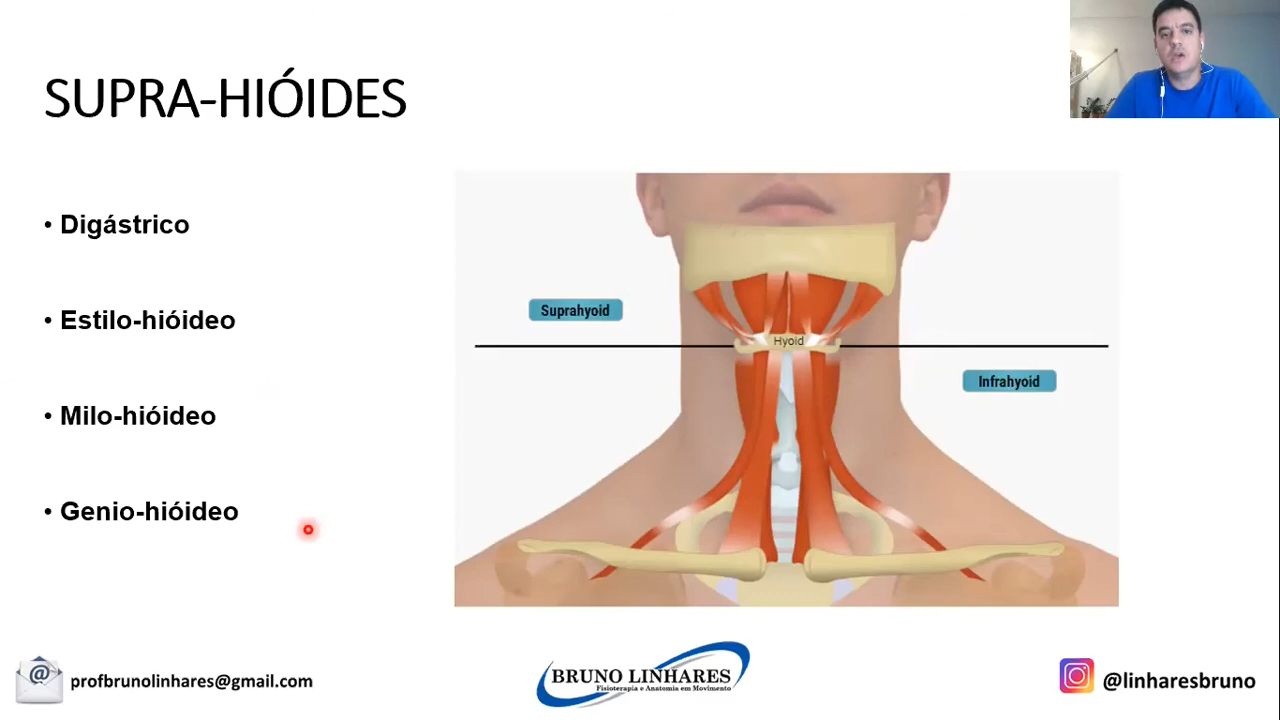 SUPRA-HIÓIDES
• Digástrico
• Estilo-hióideo
• Milo-hióideo
• Genio-hióideo
Suprahyoid
Hyoid
Infrahyoid
@
profbrunolinhares@gmail.com
BRUNO LINHARES
Fisioterapia e Anatomia em Movimento
@linharesbruno